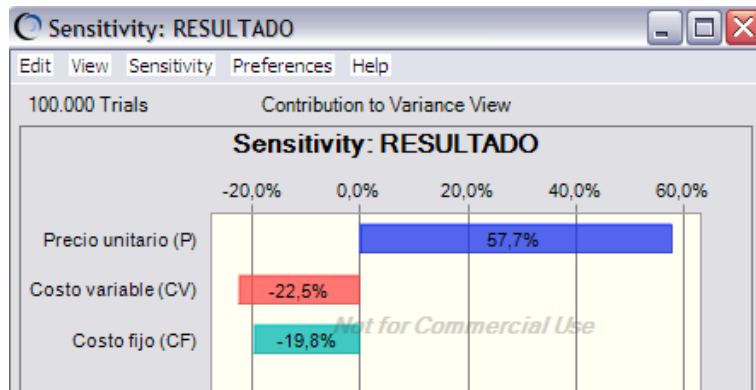 Sensitivity: RESULTADO
Edit View Sensitivity Preferences Help
100.000 Trials Contribution to Variance View
Sensitivity: RESULTADO
-20,0% 0,0% 20,0% 40,0% 60,0%
Precio unitario (P) 57,7%
Costo variable (CV) -22,5%
Not for Commercial Use
Costo fijo (CF) -19,8%